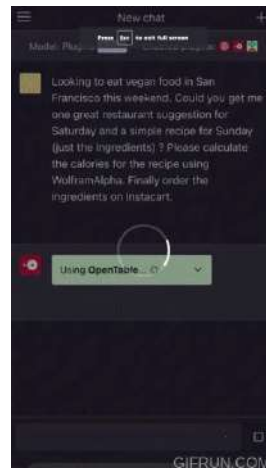 New chat
Press Esc to exit full screen
Model: Plugins
Looking to eat vegan food in San
Francisco this weekend. Could you get me
one great restaurant suggestion for
Saturday and a simple recipe for Sunday
(just the ingredients) ? Please calculate
the calories for the recipe using
WolframAlpha. Finally order the
ingredients on Instacart.
Using OpenTable...
GIFRUN.COM